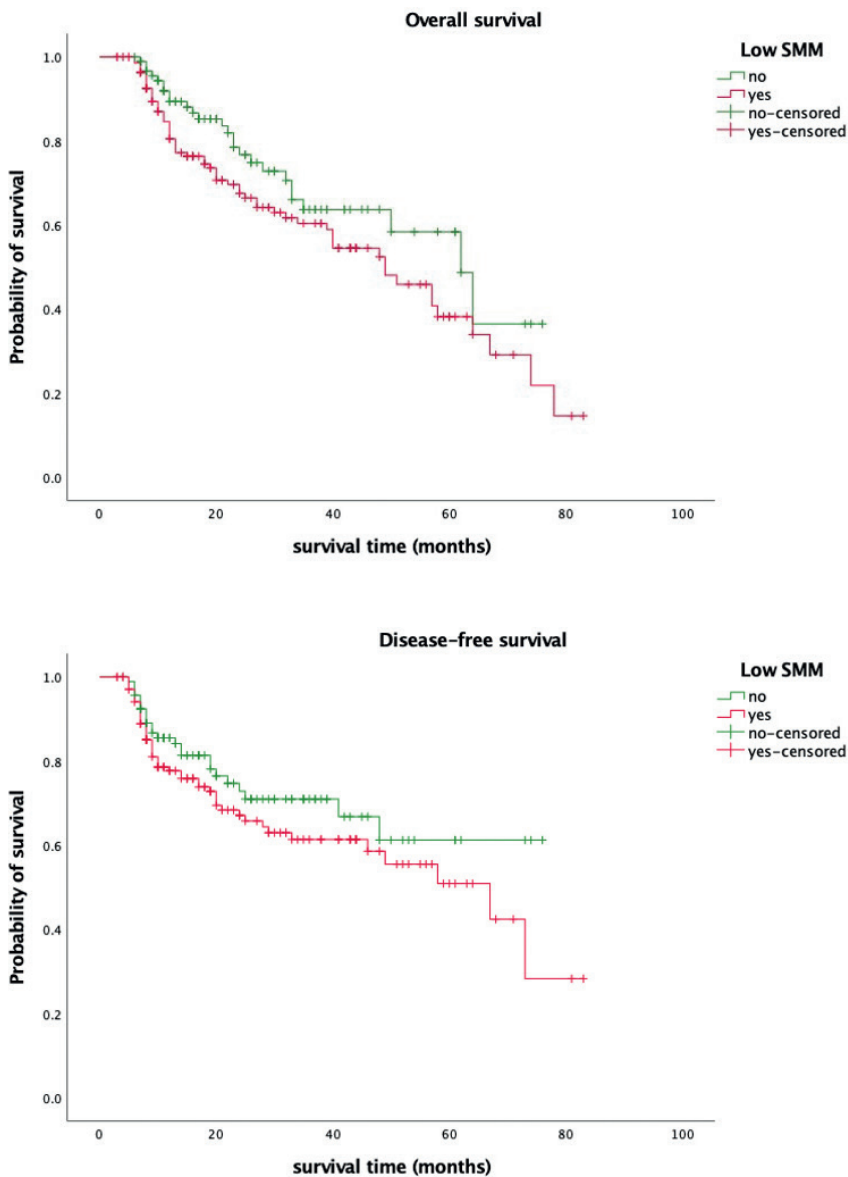 Overall survival
Low SMM
no
yes
no-censored
yes-censored
Probability of survival
1.0
0.8
0.6
0.4
0.2
0.0
0 20 40 60 80 100
survival time (months)
Disease-free survival
Low SMM
no
yes
no-censored
yes-censored
Probability of survival
1.0
0.8
0.6
0.4
0.2
0.0
0 20 40 60 80 100
survival time (months)